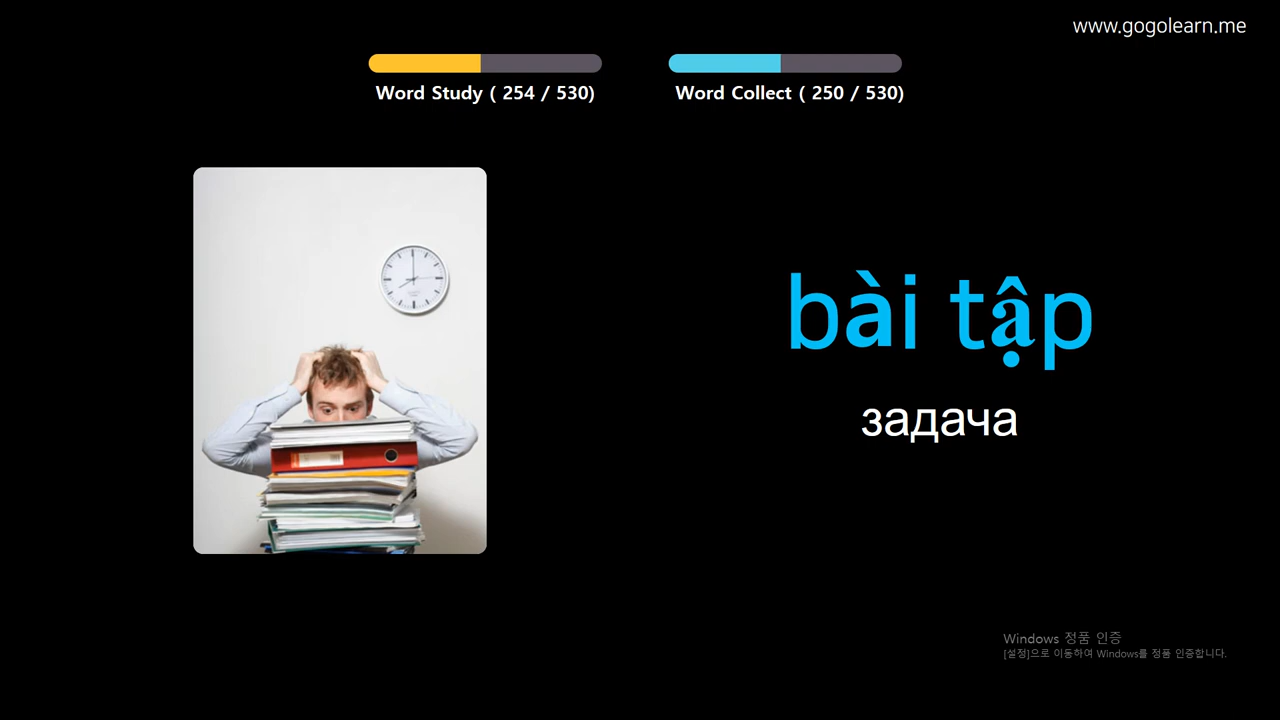 www.gogolearn.me
Word Study ( 254 / 530)
Word Collect ( 250 / 530)
bài tập
задача
Windows 정품 인증
[설정]으로 이동하여 Windows를 정품 인증합니다.